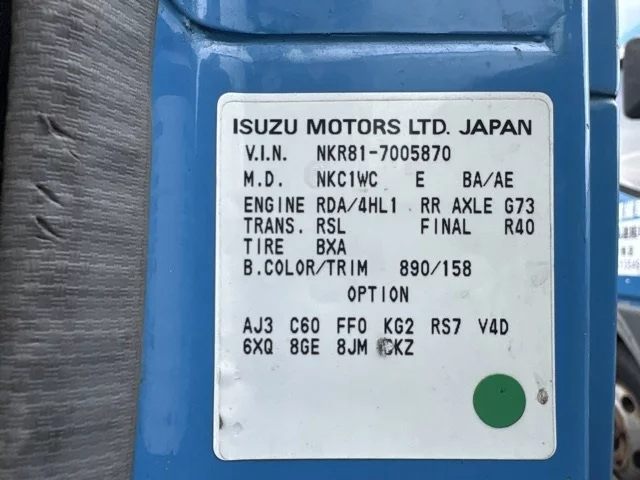 ISUZU MOTORS LTD. JAPAN
V.I.N. NKR81-7005870
M.D. NKC1WC E BA/AE
ENGINE RDA/4HL1 RR AXLE G73
TRANS. RSL FINAL R40
TIRE BXA
B.COLOR/TRIM 890/158
OPTION
AJ3 C60 FF0 KG2 RS7 V4D
6XQ 8GE 8JM